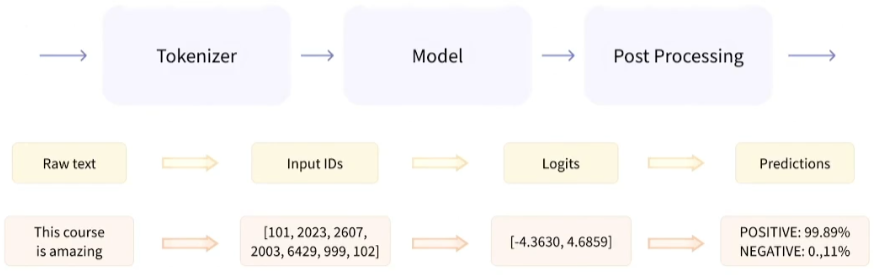 Tokenizer
Model
Post Processing
Raw text
Input IDs
Logits
Predictions
This course
is amazing
[101, 2023, 2607,
2003, 6429, 999, 102]
[-4.3630, 4.6859]
POSITIVE: 99.89%
NEGATIVE: 0.,11%